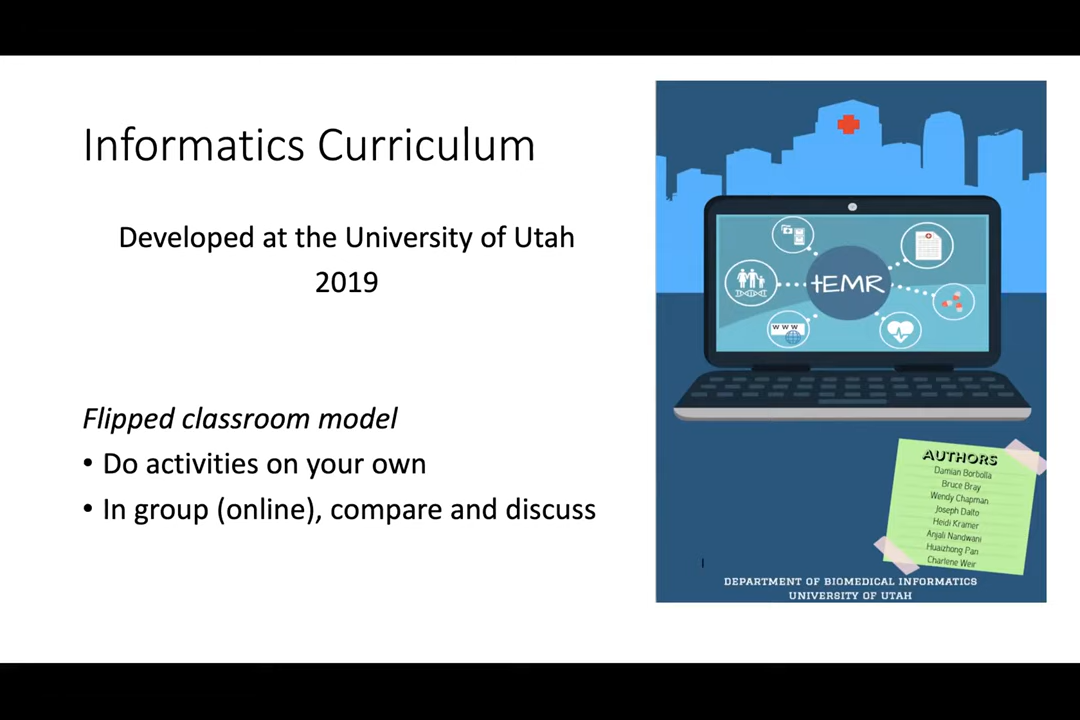 Informatics Curriculum
Developed at the University of Utah
2019
Flipped classroom model
• Do activities on your own
• In group (online), compare and discuss
tEMR
WWW
AUTHORS
Damian Borbolla
Bruce Bray
Wendy Chapman
Joseph Dalto
Heidi Kramer
Anjali Nandwani
Huaizhong Pan
Charlene Weir
DEPARTMENT OF BIOMEDICAL INFORMATICS
UNIVERSITY OF UTAH